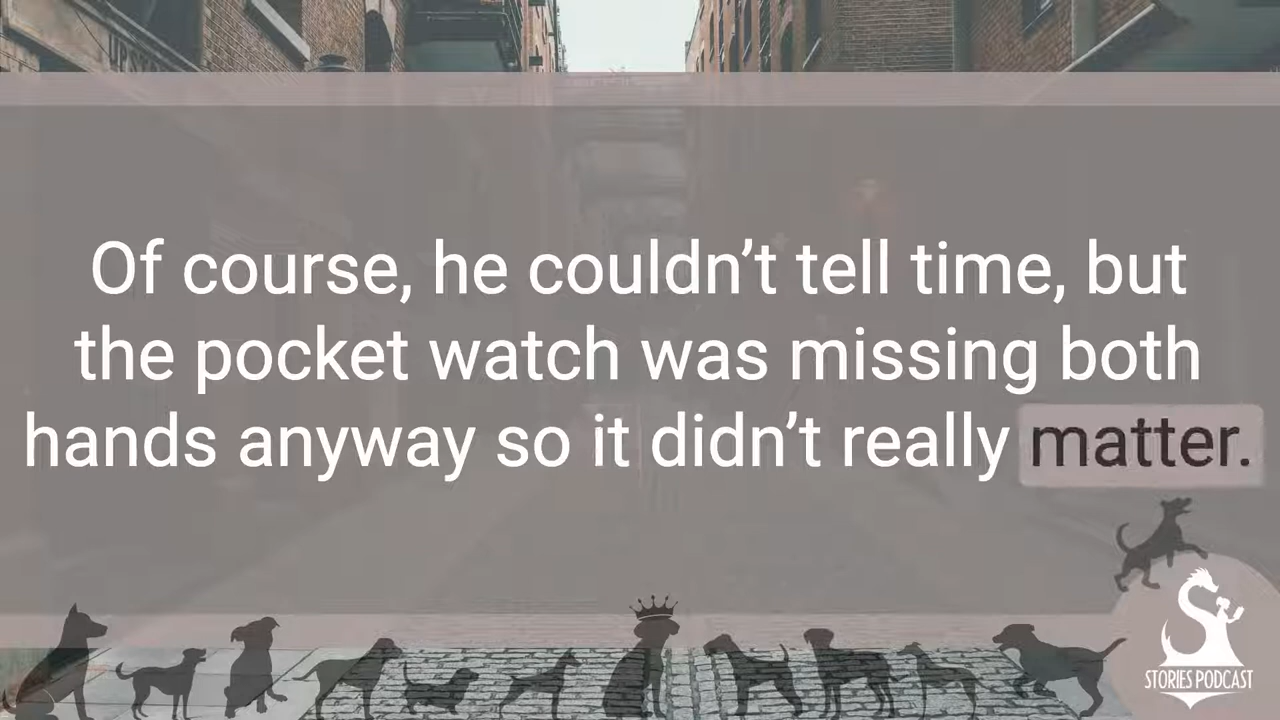 Of course, he couldn’t tell time, but
the pocket watch was missing both
hands anyway so it didn’t really matter.
STORIES PODCAST